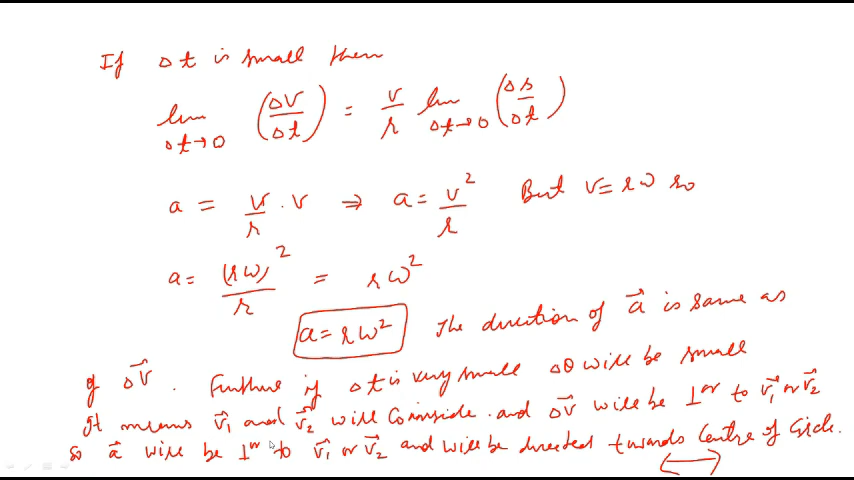 If Δt is small then
lim Δt→0 (Δv/Δt) = v/r lim Δt→0 (Δs/Δt)
a = v/r . v ⇒ a = v²/r But v = rω so
a = (rω)²/r = rω²
a = rω² The direction of a⃗ is same as
of Δv⃗. Further if Δt is very small Δθ will be small
It means v⃗₁ and v⃗₂ will Coinside. and Δv⃗ will be ⊥ar to v⃗₁ or v⃗₂
So a⃗ will be ⊥ar to v⃗₁ or v⃗₂ and will be directed towards Centre of Circle.